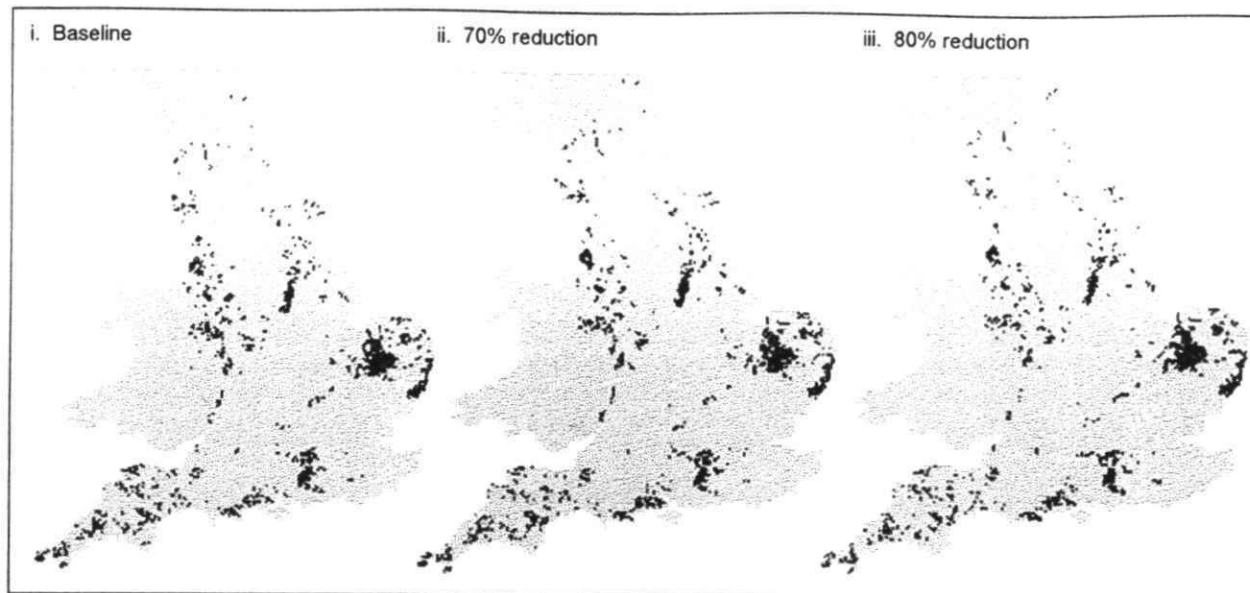 i. Baseline
ii. 70% reduction
iii. 80% reduction